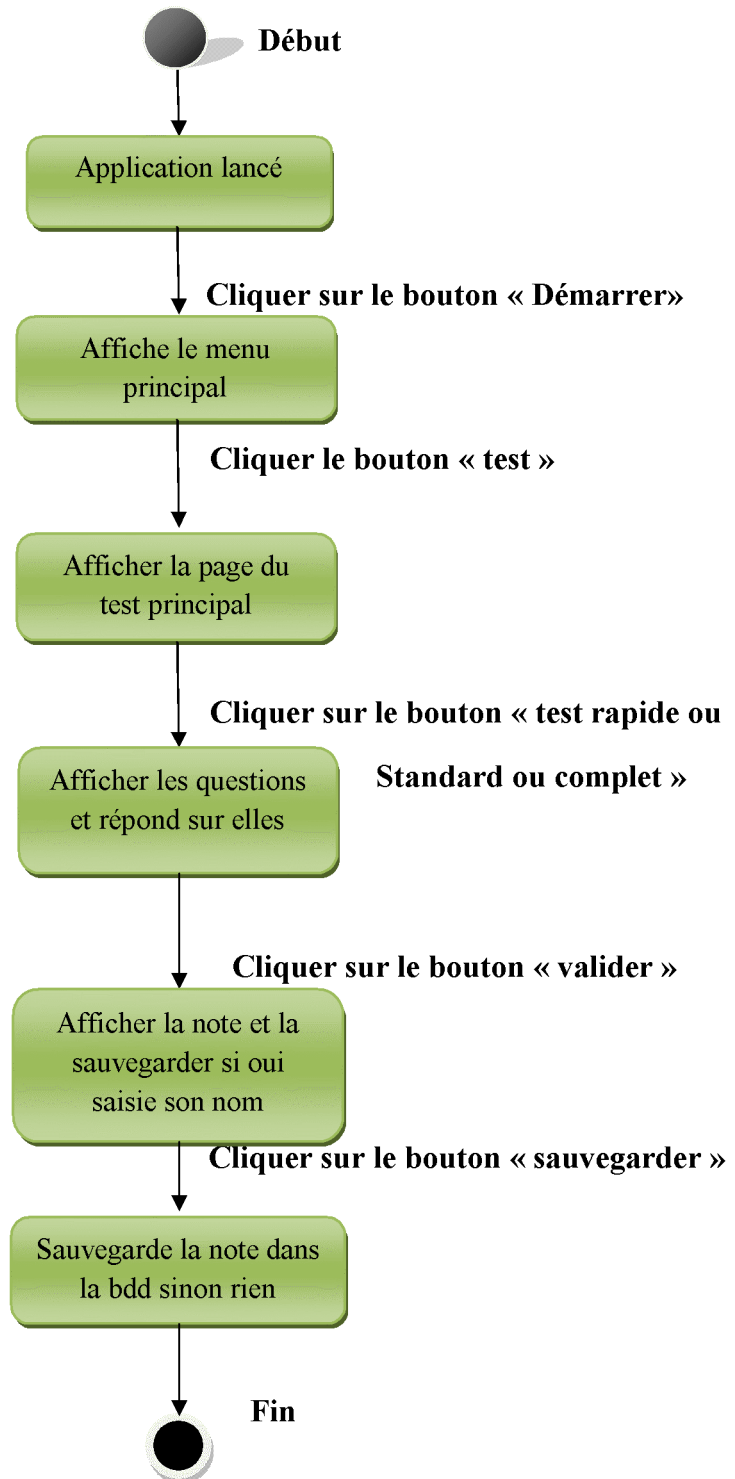 Début
Application lancé
Cliquer sur le bouton « Démarrer»
Affiche le menu
principal
Cliquer le bouton « test »
Afficher la page du
test principal
Cliquer sur le bouton « test rapide ou
Standard ou complet »
Afficher les questions
et répond sur elles
Cliquer sur le bouton « valider »
Afficher la note et la
sauvegarder si oui
saisie son nom
Cliquer sur le bouton « sauvegarder »
Sauvegarde la note dans
la bdd sinon rien
Fin